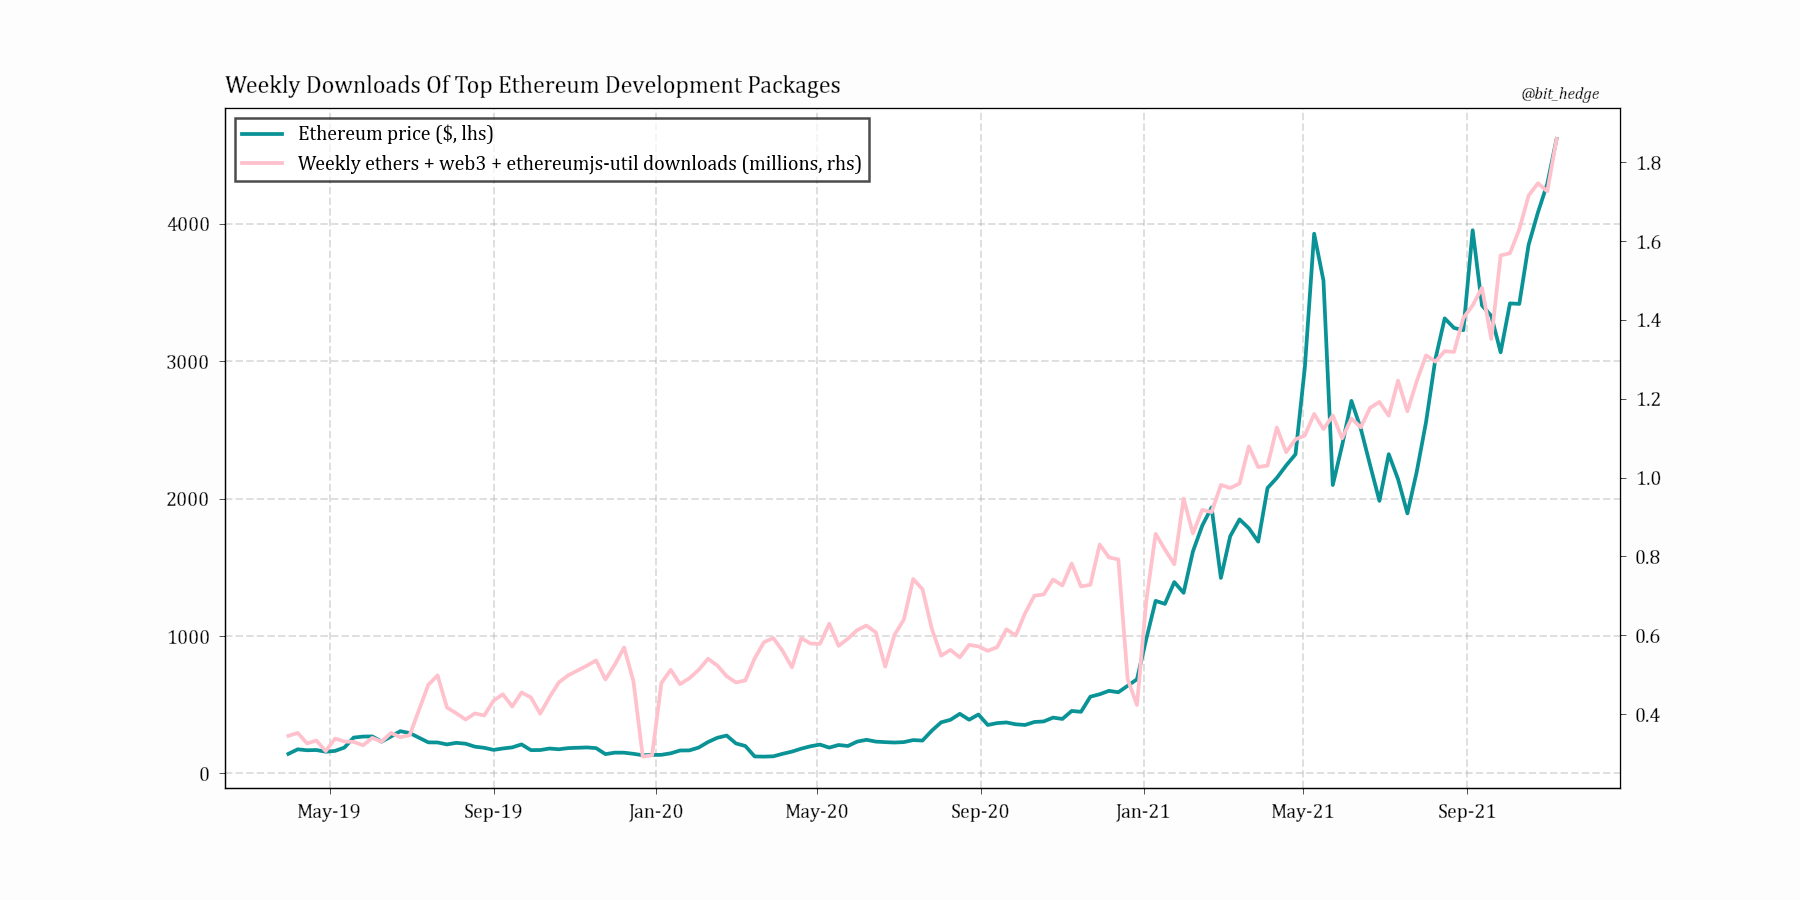 Weekly Downloads Of Top Ethereum Development Packages
@bit_hedge
Ethereum price ($, lhs)
Weekly ethers + web3 + ethereumjs-util downloads (millions, rhs)
4000
3000
2000
1000
0
1.8
1.6
1.4
1.2
1.0
0.8
0.6
0.4
May-19 Sep-19 Jan-20 May-20 Sep-20 Jan-21 May-21 Sep-21